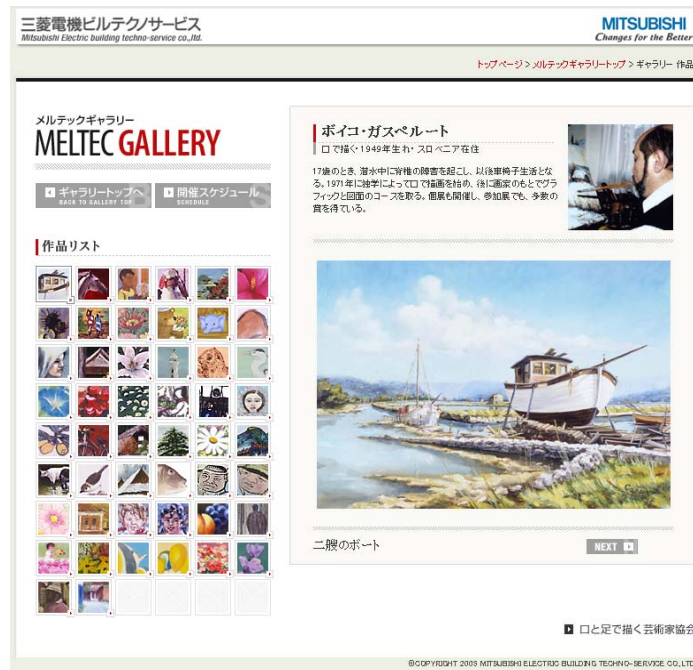 三菱電機ビルテクノサービス
Mitsubishi Electric building techno-service co.,ltd.
MITSUBISHI
Changes for the Better
トップページ > メルテックギャラリートップ > ギャラリー 作品
メルテックギャラリー
MELTEC GALLERY
ギャラリートップへ
BACK TO GALLERY TOP
開催スケジュール
SCHEDULE
作品リスト
ボイコ・ガスペルート
口で描く・1949年生れ・スロベニア在住
17歳のとき、潜水中に脊椎の障害を起こし、以後車椅子生活とな
る。1971年に独学によって口で描画を始め、後に画家のもとでグラ
フィックと図面のコースを取る。個展も開催し、参加展でも、多数の
賞を得ている。
二艘のボート
NEXT
口と足で描く芸術家協会
©COPYRIGHT 2003 MITSUBISHI ELECTRIC BUILDING TECHNO-SERVICE CO.,LTD